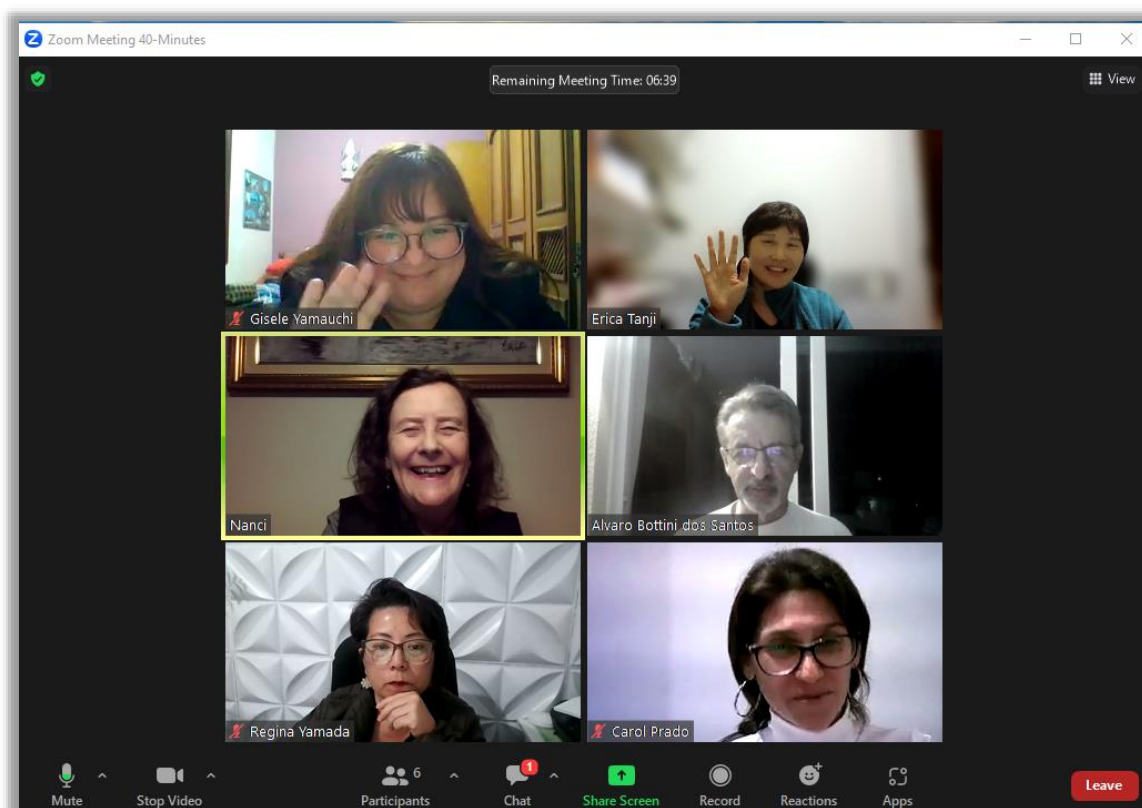 Zoom Meeting 40-Minutes
Remaining Meeting Time: 06:39
View
Gisele Yamauchi
Erica Tanji
Nanci
Alvaro Bottini dos Santos
Regina Yamada
Carol Prado
6
1
Mute
Stop Video
Participants
Chat
Share Screen
Record
Reactions
Apps
Leave